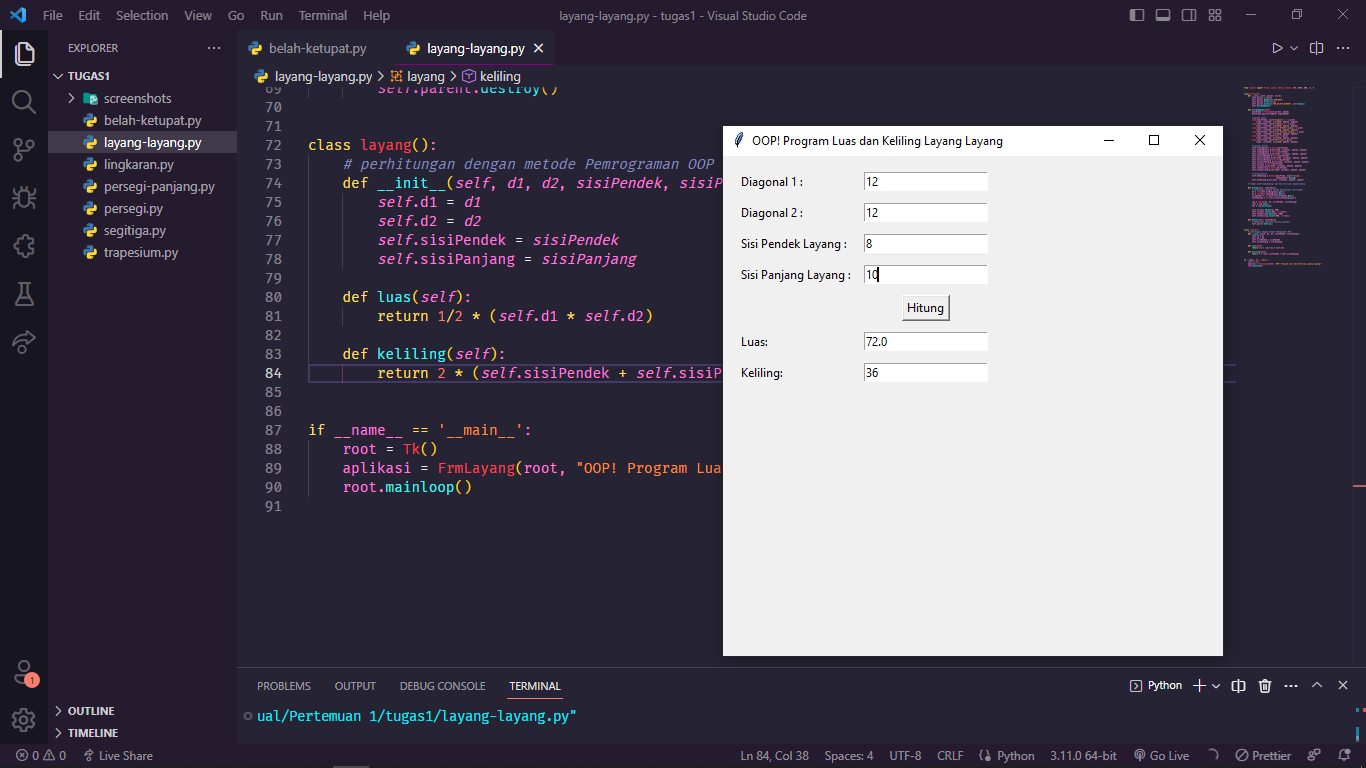 File Edit Selection View Go Run Terminal Help layang-layang.py - tugas1 - Visual Studio Code
EXPLORER
TUGAS1
screenshots
belah-ketupat.py
layang-layang.py
lingkaran.py
persegi-panjang.py
persegi.py
segitiga.py
trapesium.py
OUTLINE
TIMELINE
belah-ketupat.py layang-layang.py
layang-layang.py > layang > keliling
69 self.parent.destroy()
70
71
72 class layang():
73 # perhitungan dengan metode Pemrograman OOP
74 def __init__(self, d1, d2, sisiPendek, sisiP
75 self.d1 = d1
76 self.d2 = d2
77 self.sisiPendek = sisiPendek
78 self.sisiPanjang = sisiPanjang
79
80 def luas(self):
81 return 1/2 * (self.d1 * self.d2)
82
83 def keliling(self):
84 return 2 * (self.sisiPendek + self.sisiP
85
86
87 if __name__ == '__main__':
88 root = Tk()
89 aplikasi = FrmLayang(root, "OOP! Program Lua
90 root.mainloop()
91
OOP! Program Luas dan Keliling Layang Layang
Diagonal 1 : 12
Diagonal 2 : 12
Sisi Pendek Layang : 8
Sisi Panjang Layang : 10
Hitung
Luas: 72.0
Keliling: 36
PROBLEMS OUTPUT DEBUG CONSOLE TERMINAL Python
ual/Pertemuan 1/tugas1/layang-layang.py"
1
0 0 Live Share Ln 84, Col 38 Spaces: 4 UTF-8 CRLF Python 3.11.0 64-bit Go Live Prettier